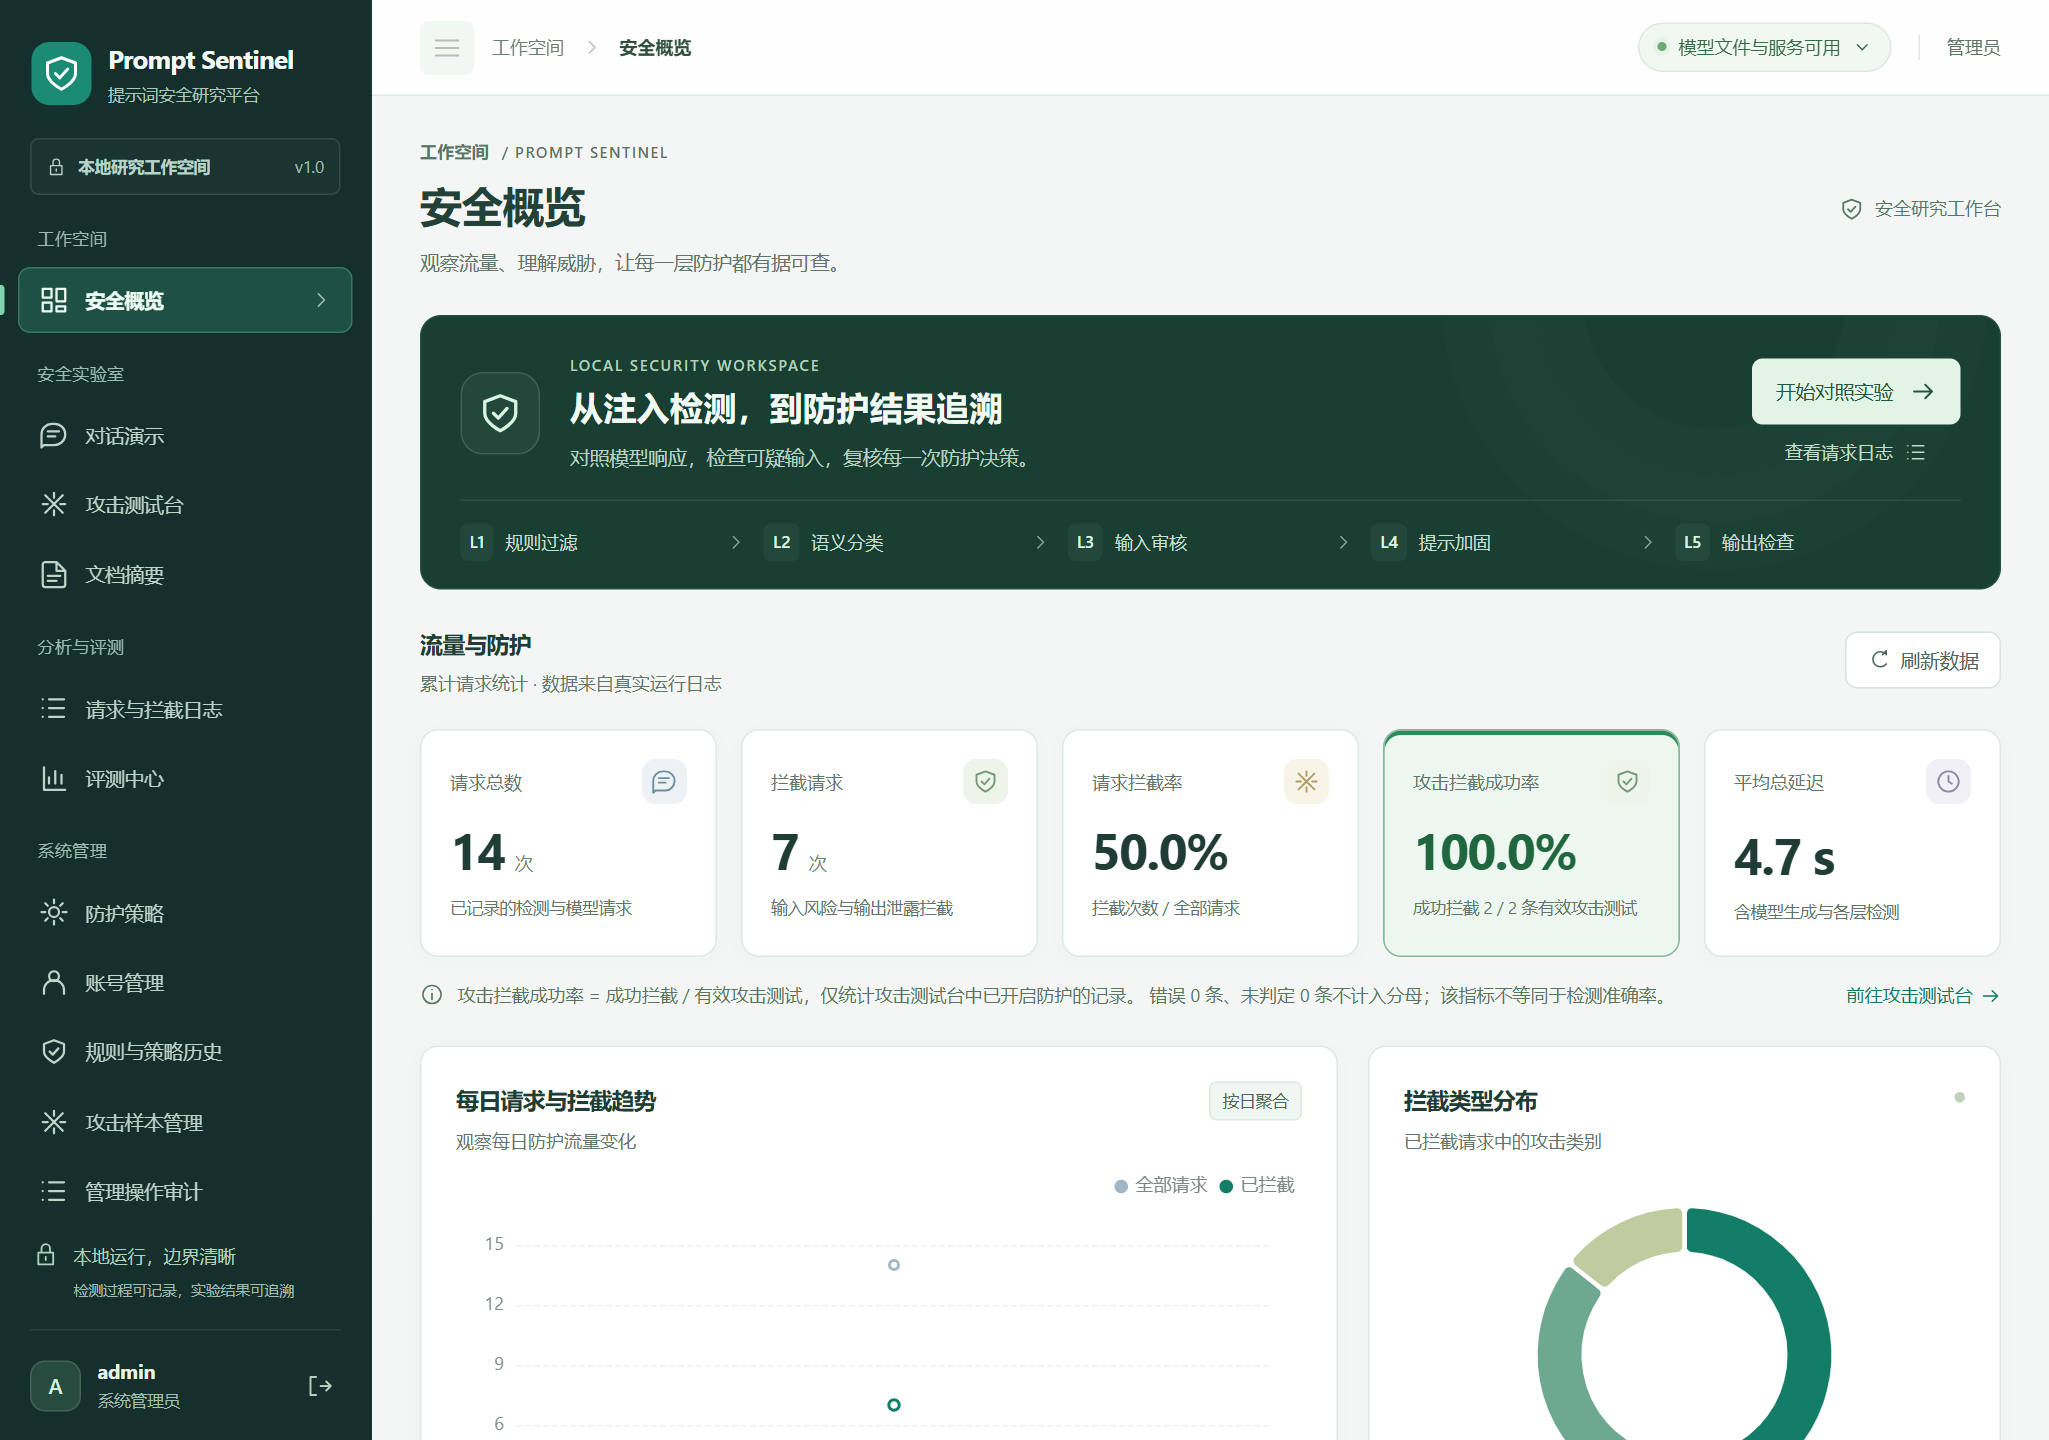 Prompt Sentinel
提示词安全研究平台
本地研究工作空间 v1.0
工作空间
安全概览
安全实验室
对话演示
攻击测试台
文档摘要
分析与评测
请求与拦截日志
评测中心
系统管理
防护策略
账号管理
规则与策略历史
攻击样本管理
管理操作审计
本地运行，边界清晰
检测过程可记录，实验结果可追溯
A
admin
系统管理员
工作空间 安全概览
模型文件与服务可用
管理员
工作空间 / PROMPT SENTINEL
安全概览
观察流量、理解威胁，让每一层防护都有据可查。
安全研究工作台
LOCAL SECURITY WORKSPACE
从注入检测，到防护结果追溯
对照模型响应，检查可疑输入，复核每一次防护决策。
开始对照实验
查看请求日志
L1 规则过滤
L2 语义分类
L3 输入审核
L4 提示加固
L5 输出检查
流量与防护
累计请求统计 · 数据来自真实运行日志
刷新数据
请求总数
14 次
已记录的检测与模型请求
拦截请求
7 次
输入风险与输出泄露拦截
请求拦截率
50.0%
拦截次数 / 全部请求
攻击拦截成功率
100.0%
成功拦截 2 / 2 条有效攻击测试
平均总延迟
4.7 s
含模型生成与各层检测
攻击拦截成功率 = 成功拦截 / 有效攻击测试，仅统计攻击测试台中已开启防护的记录。 错误 0 条、未判定 0 条不计入分母；该指标不等同于检测准确率。
前往攻击测试台
每日请求与拦截趋势
观察每日防护流量变化
按日聚合
全部请求 已拦截
15
12
9
6
拦截类型分布
已拦截请求中的攻击类别